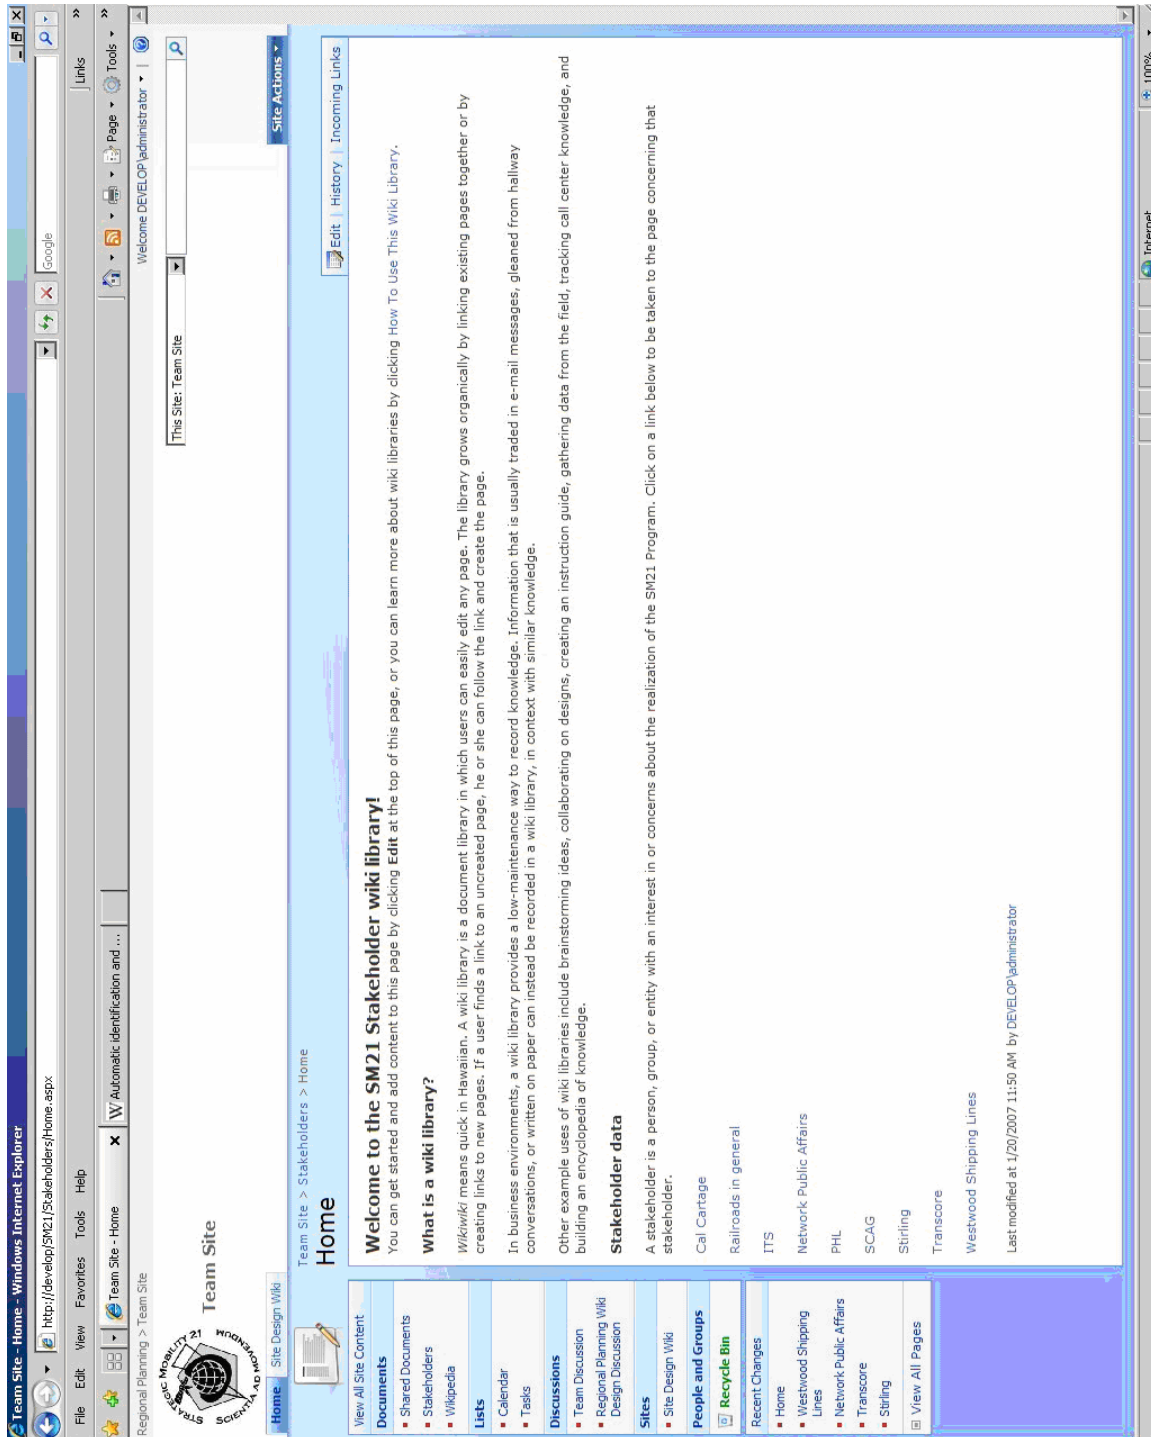 Team Site - Home - Windows Internet Explorer
http://develop/SM21/Stakeholders/Home.aspx
Google
File Edit View Favorites Tools Help
Links
Team Site - Home
Automatic identification and ...
Page
Tools
Regional Planning > Team Site
Welcome DEVELOP\administrator
STRATEGIC MOBILITY 21
SCIENTIA AD MOVENDUM
Team Site
This Site: Team Site
Home
Site Design Wiki
Site Actions
Team Site > Stakeholders > Home
Home
Edit | History | Incoming Links
View All Site Content
Documents
Shared Documents
Stakeholders
Wikipedia
Lists
Calendar
Tasks
Discussions
Team Discussion
Regional Planning Wiki
Design Discussion
Sites
Site Design Wiki
People and Groups
Recycle Bin
Recent Changes
Home
Westwood Shipping
Lines
Network Public Affairs
Transcore
Stirling
View All Pages
Welcome to the SM21 Stakeholder wiki library!
You can get started and add content to this page by clicking Edit at the top of this page, or you can learn more about wiki libraries by clicking How To Use This Wiki Library.
What is a wiki library?
Wikiwiki means quick in Hawaiian. A wiki library is a document library in which users can easily edit any page. The library grows organically by linking existing pages together or by
creating links to new pages. If a user finds a link to an uncreated page, he or she can follow the link and create the page.
In business environments, a wiki library provides a low-maintenance way to record knowledge. Information that is usually traded in e-mail messages, gleaned from hallway
conversations, or written on paper can instead be recorded in a wiki library, in context with similar knowledge.
Other example uses of wiki libraries include brainstorming ideas, collaborating on designs, creating an instruction guide, gathering data from the field, tracking call center knowledge, and
building an encyclopedia of knowledge.
Stakeholder data
A stakeholder is a person, group, or entity with an interest in or concerns about the realization of the SM21 Program. Click on a link below to be taken to the page concerning that
stakeholder.
Cal Cartage
Railroads in general
ITS
Network Public Affairs
PHL
SCAG
Stirling
Transcore
Westwood Shipping Lines
Last modified at 1/20/2007 11:50 AM by DEVELOP\administrator
Internet
100%